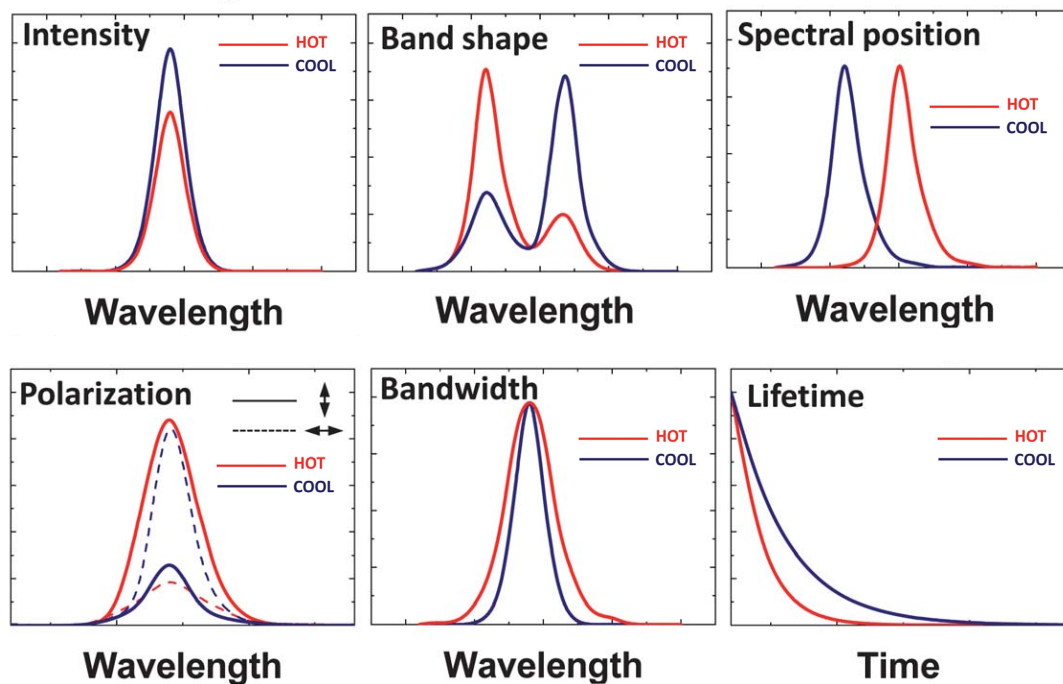 Intensity
HOT
COOL
Wavelength
Band shape
HOT
COOL
Wavelength
Spectral position
HOT
COOL
Wavelength
Polarization
HOT
COOL
Wavelength
Bandwidth
HOT
COOL
Wavelength
Lifetime
HOT
COOL
Time